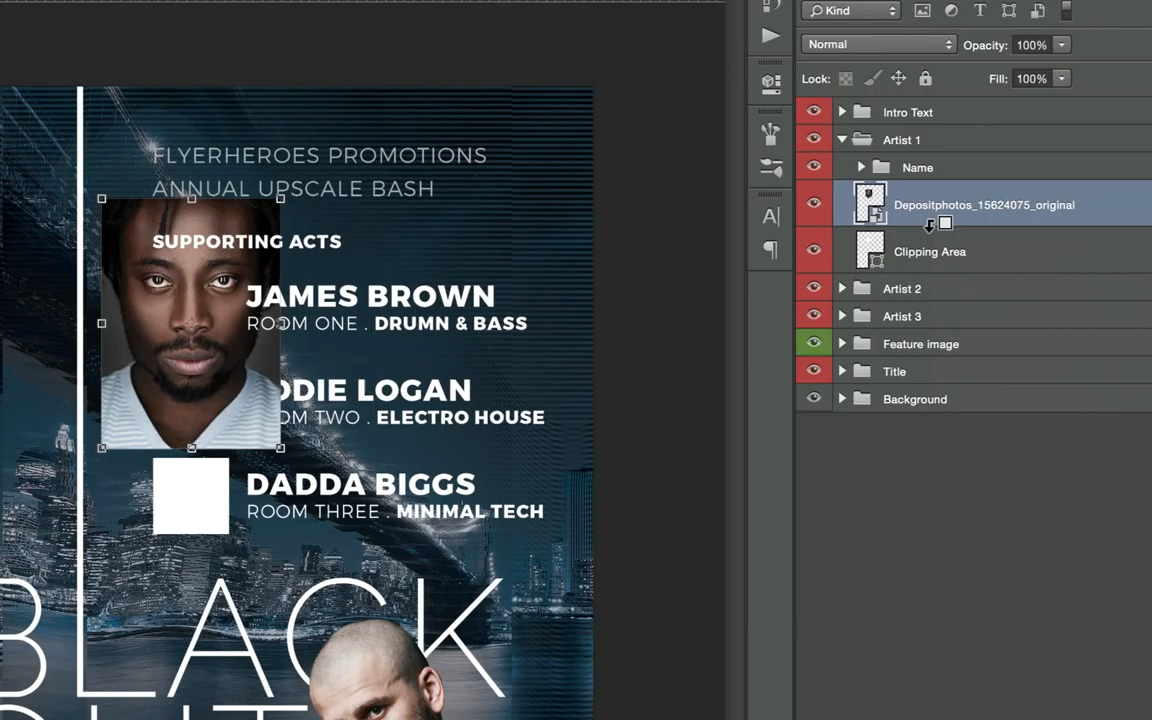 Kind
Normal
Opacity: 100%
Lock:
Fill: 100%
Intro Text
Artist 1
Name
Depositphotos_15624075_original
Clipping Area
Artist 2
Artist 3
Feature image
Title
Background
FLYERHEROES PROMOTIONS
ANNUAL UPSCALE BASH
SUPPORTING ACTS
JAMES BROWN
ROOM ONE . DRUMN & BASS
DDIE LOGAN
OM TWO . ELECTRO HOUSE
DADDA BIGGS
ROOM THREE . MINIMAL TECH
BLACK